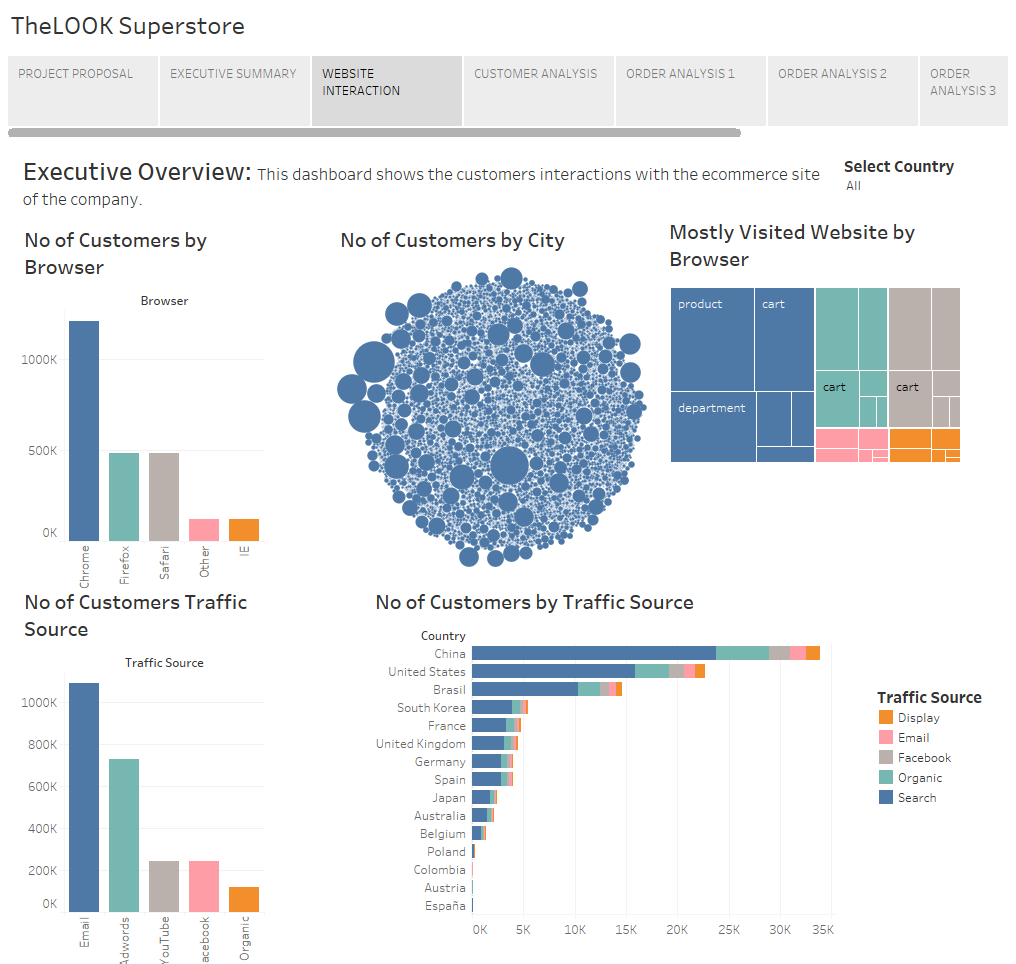 TheLOOK Superstore
PROJECT PROPOSAL
EXECUTIVE SUMMARY
WEBSITE
INTERACTION
CUSTOMER ANALYSIS
ORDER ANALYSIS 1
ORDER ANALYSIS 2
ORDER
ANALYSIS 3
Executive Overview: This dashboard shows the customers interactions with the ecommerce site
of the company.
Select Country
All
No of Customers by
Browser
Browser
1000K
500K
0K
Chrome
Firefox
Safari
Other
IE
No of Customers by City
Mostly Visited Website by
Browser
product
cart
department
cart
cart
No of Customers Traffic
Source
Traffic Source
1000K
800K
600K
400K
200K
0K
Email
Adwords
YouTube
acebook
Organic
No of Customers by Traffic Source
Country
China
United States
Brasil
South Korea
France
United Kingdom
Germany
Spain
Japan
Australia
Belgium
Poland
Colombia
Austria
España
0K
5K
10K
15K
20K
25K
30K
35K
Traffic Source
Display
Email
Facebook
Organic
Search